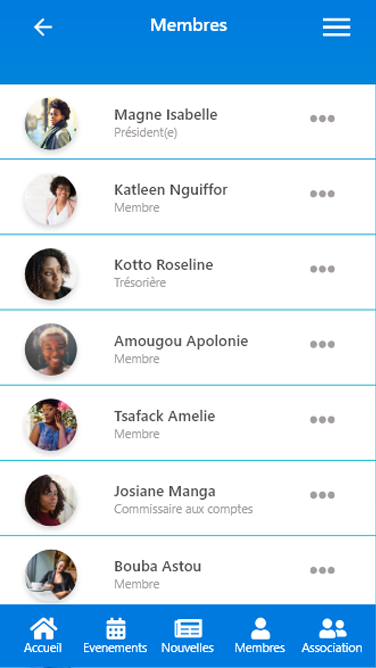 Membres
Magne Isabelle
Président(e)
Katleen Nguiffor
Membre
Kotto Roseline
Trésorière
Amougou Apolonie
Membre
Tsafack Amelie
Membre
Josiane Manga
Commissaire aux comptes
Bouba Astou
Membre
Accueil Evenements Nouvelles Membres Association